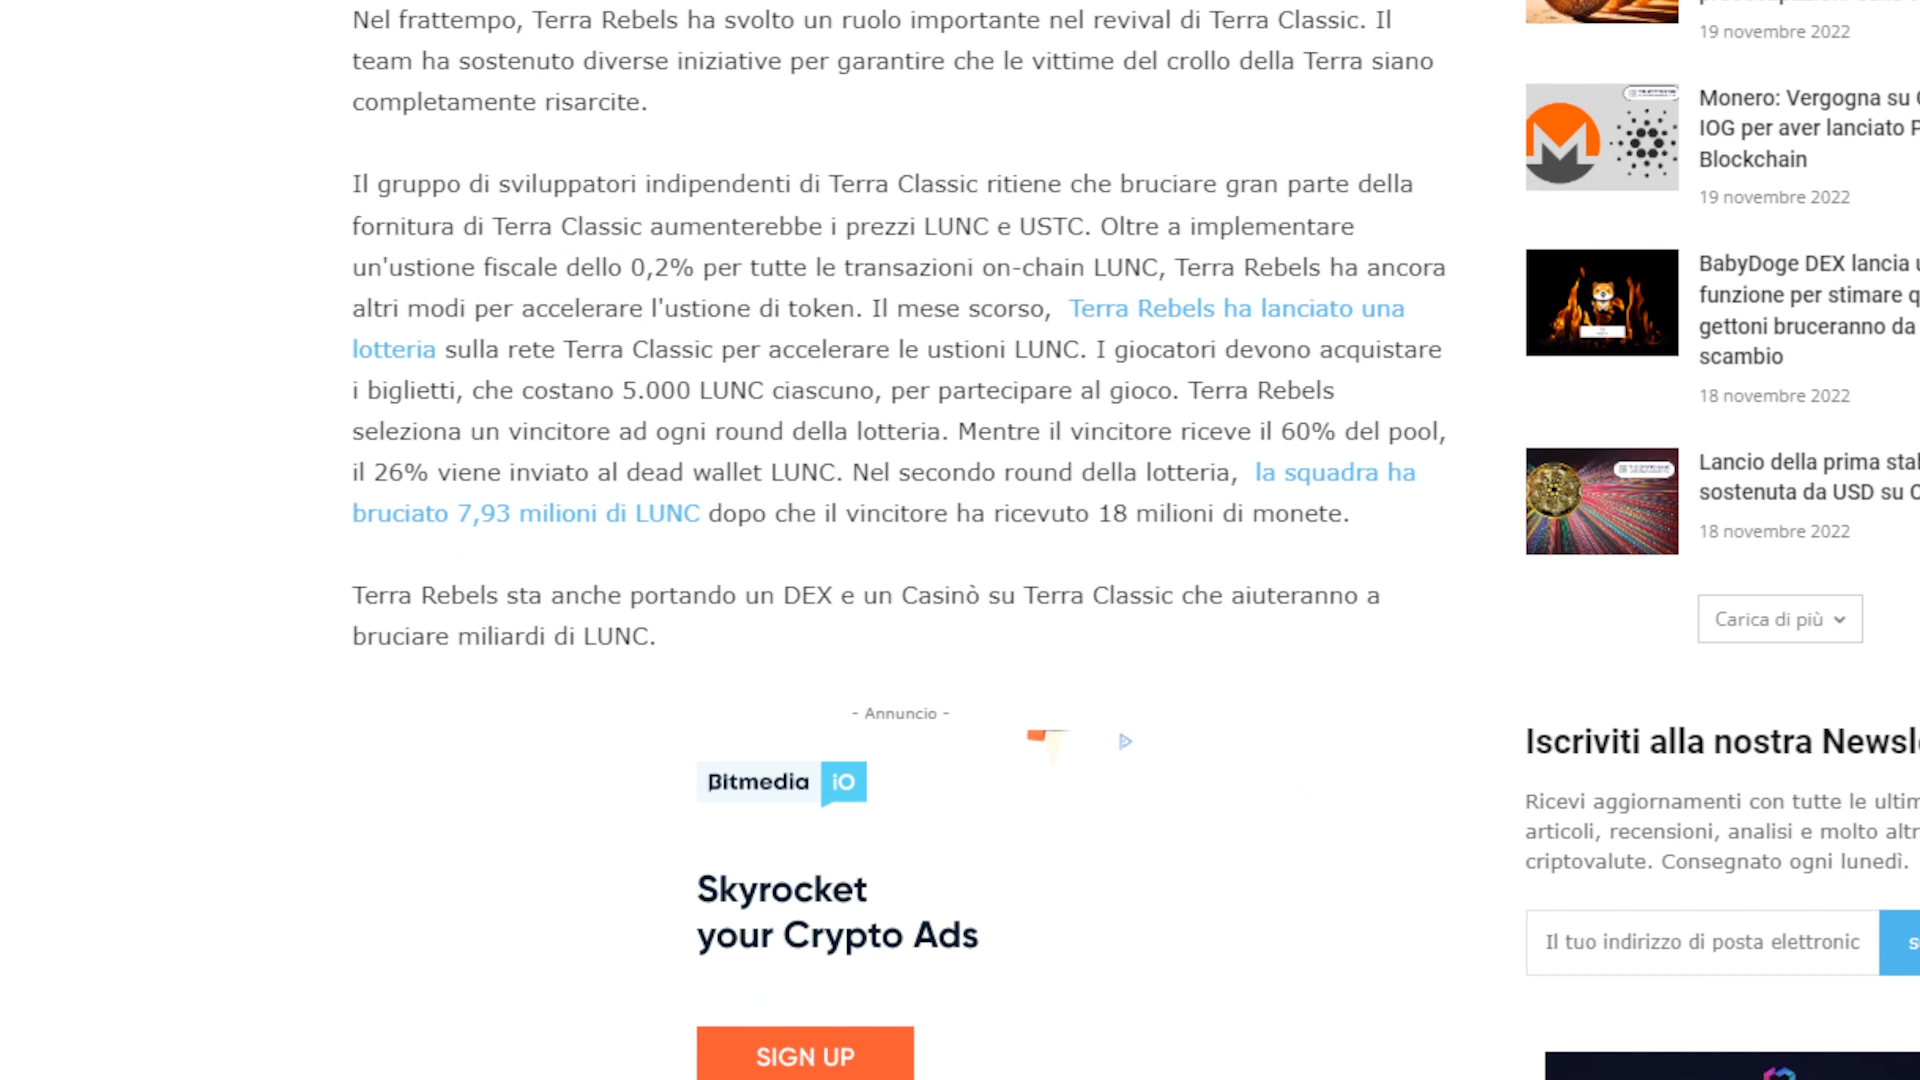 Nel frattempo, Terra Rebels ha svolto un ruolo importante nel revival di Terra Classic. Il
team ha sostenuto diverse iniziative per garantire che le vittime del crollo della Terra siano
completamente risarcite.
Il gruppo di sviluppatori indipendenti di Terra Classic ritiene che bruciare gran parte della
fornitura di Terra Classic aumenterebbe i prezzi LUNC e USTC. Oltre a implementare
un'ustione fiscale dello 0,2% per tutte le transazioni on-chain LUNC, Terra Rebels ha ancora
altri modi per accelerare l'ustione di token. Il mese scorso, Terra Rebels ha lanciato una
lotteria sulla rete Terra Classic per accelerare le ustioni LUNC. I giocatori devono acquistare
i biglietti, che costano 5.000 LUNC ciascuno, per partecipare al gioco. Terra Rebels
seleziona un vincitore ad ogni round della lotteria. Mentre il vincitore riceve il 60% del pool,
il 26% viene inviato al dead wallet LUNC. Nel secondo round della lotteria, la squadra ha
bruciato 7,93 milioni di LUNC dopo che il vincitore ha ricevuto 18 milioni di monete.
Terra Rebels sta anche portando un DEX e un Casinò su Terra Classic che aiuteranno a
bruciare miliardi di LUNC.
- Annuncio -
Bitmedia iO
Skyrocket
your Crypto Ads
SIGN UP
19 novembre 2022
Monero: Vergogna su
IOG per aver lanciato P
Blockchain
19 novembre 2022
BabyDoge DEX lancia u
funzione per stimare q
gettoni bruceranno da
scambio
18 novembre 2022
Lancio della prima stal
sostenuta da USD su C
18 novembre 2022
Carica di più
Iscriviti alla nostra Newsl
Ricevi aggiornamenti con tutte le ultim
articoli, recensioni, analisi e molto altr
criptovalute. Consegnato ogni lunedì.
Il tuo indirizzo di posta elettronic